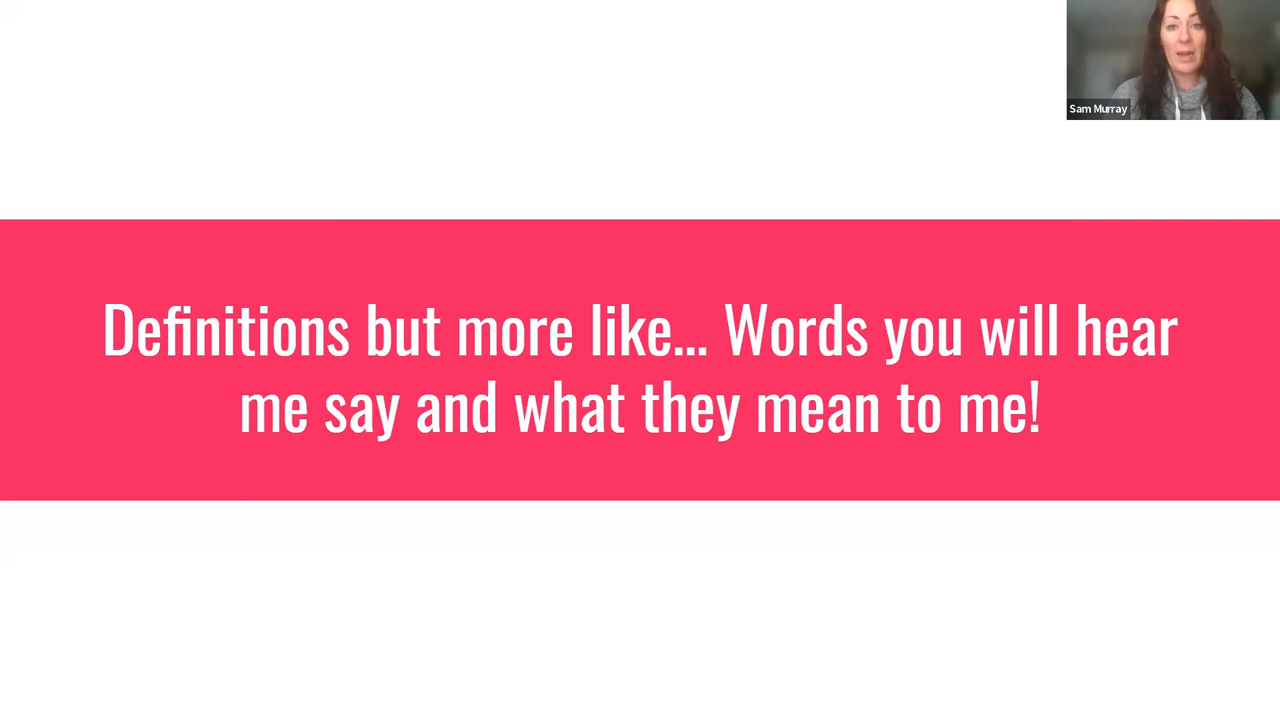 Sam Murray
Definitions but more like... Words you will hear
me say and what they mean to me!